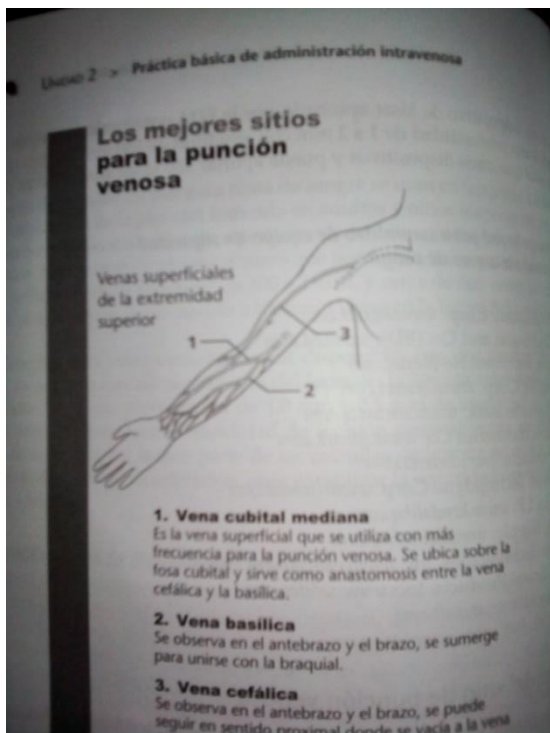 UNIDAD 2 > Práctica básica de administración intravenosa
Los mejores sitios
para la punción
venosa
Venas superficiales
de la extremidad
superior
1
3
2
1. Vena cubital mediana
Es la vena superficial que se utiliza con más
frecuencia para la punción venosa. Se ubica sobre la
fosa cubital y sirve como anastomosis entre la vena
cefálica y la basílica.
2. Vena basílica
Se observa en el antebrazo y el brazo, se sumerge
para unirse con la braquial.
3. Vena cefálica
Se observa en el antebrazo y el brazo, se puede
seguir en sentido proximal donde se vacía a la vena